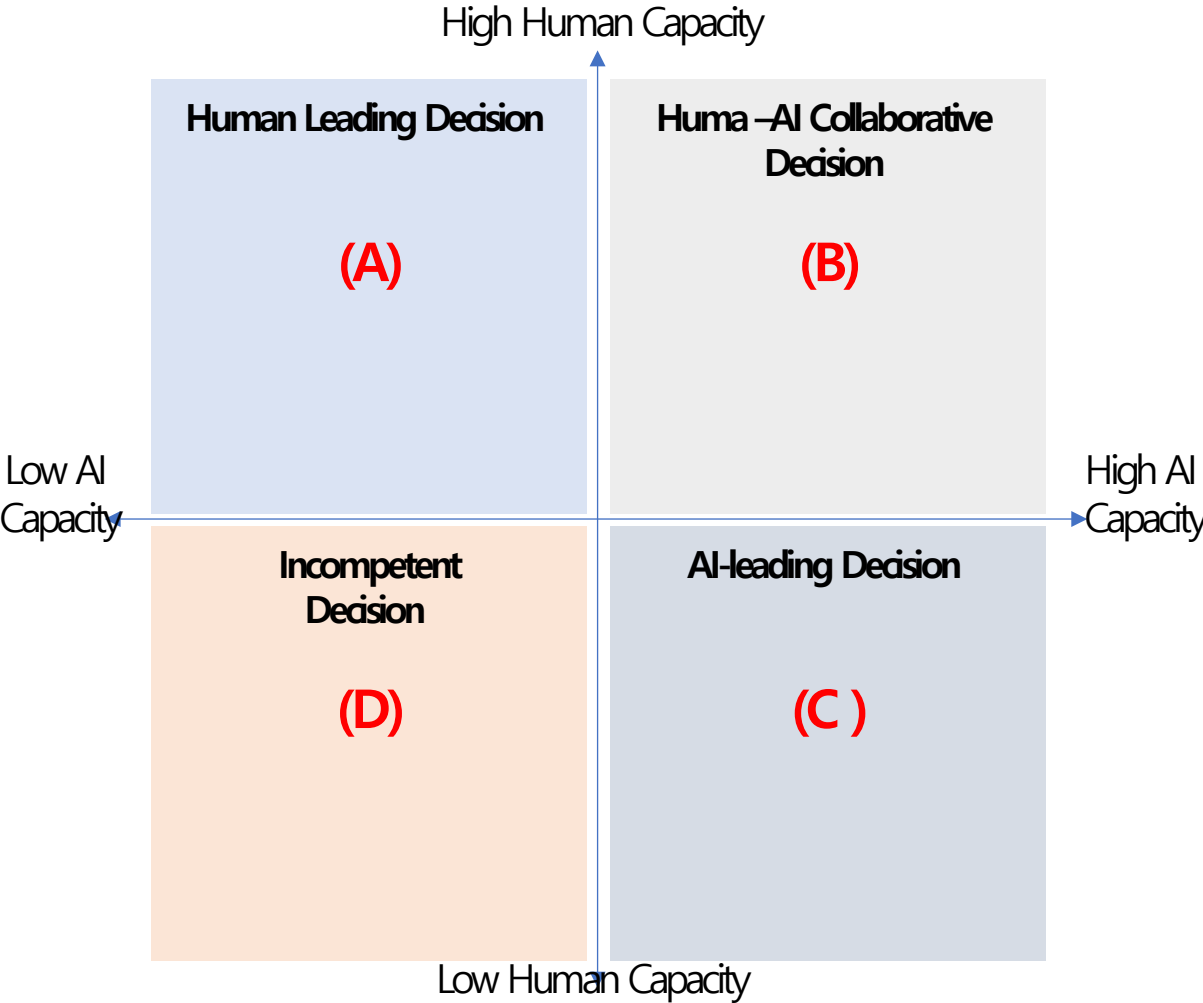 High Human Capacity
Human Leading Decision
Huma –AI Collaborative
Decision
(A)
(B)
Low AI
Capacity
High AI
Capacity
Incompetent
Decision
AI-leading Decision
(D)
(C )
Low Human Capacity